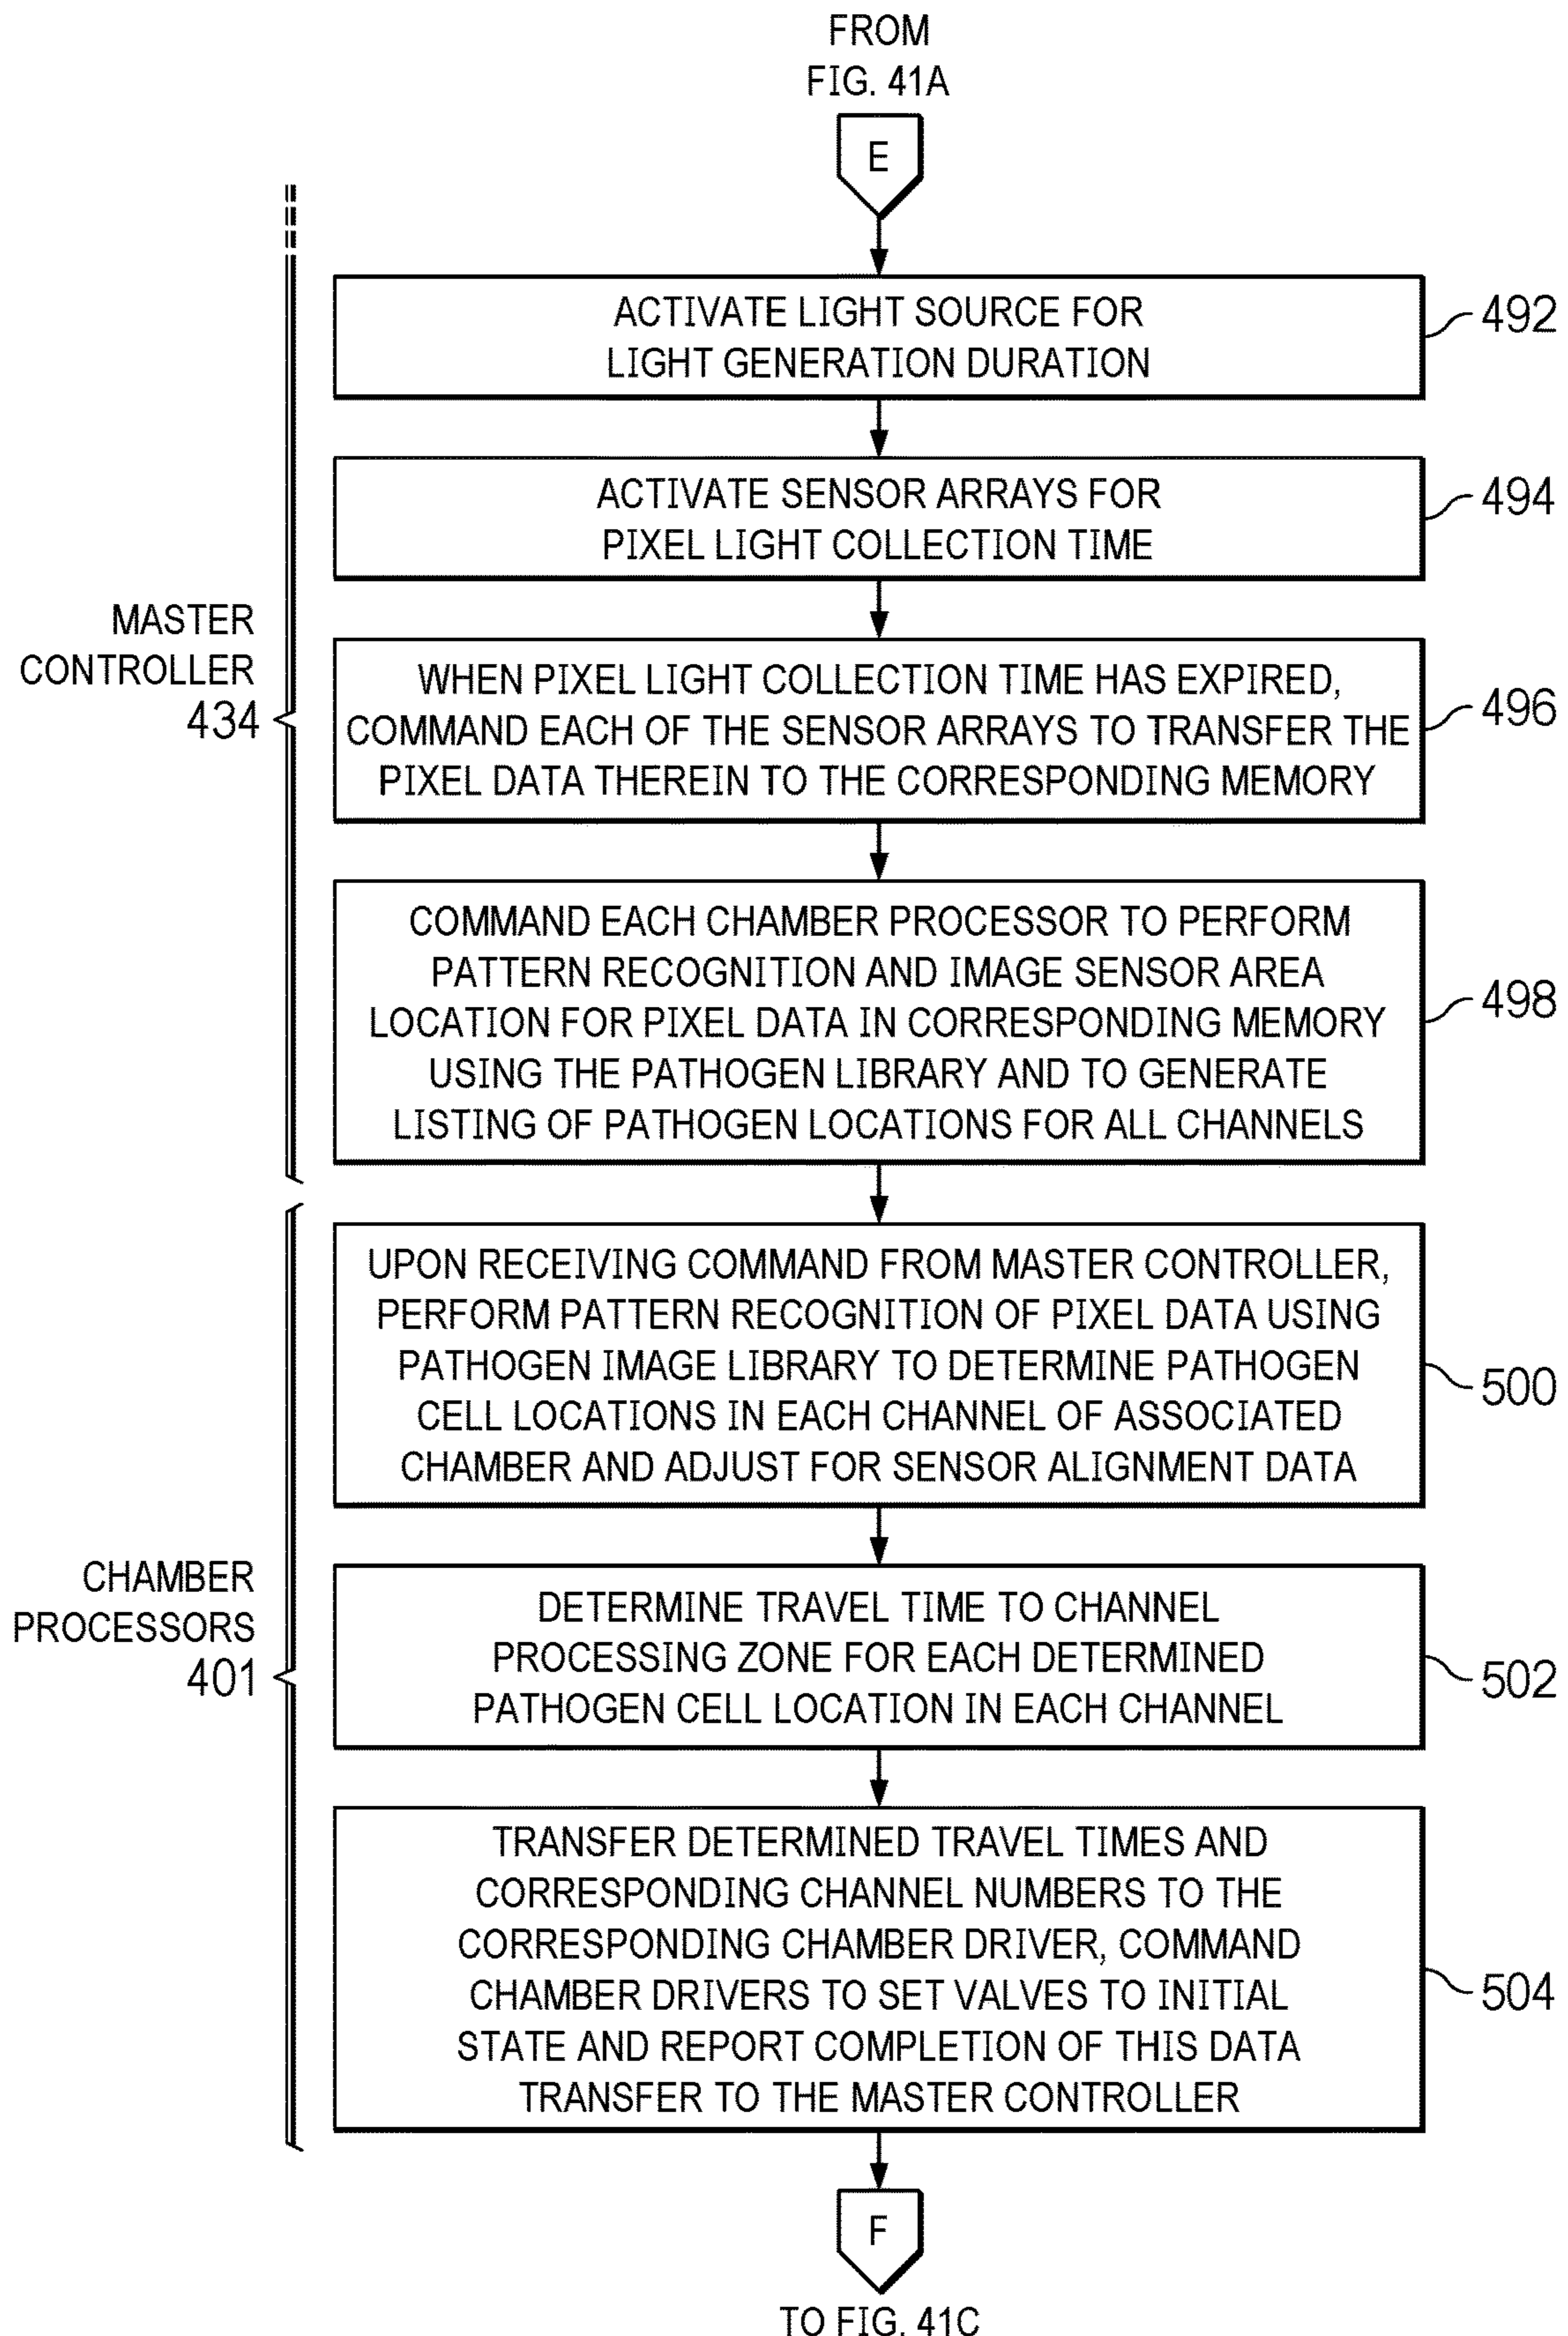 FROM
FIG. 41A
E
ACTIVATE LIGHT SOURCE FOR
LIGHT GENERATION DURATION
492
ACTIVATE SENSOR ARRAYS FOR
PIXEL LIGHT COLLECTION TIME
494
MASTER
CONTROLLER
434
WHEN PIXEL LIGHT COLLECTION TIME HAS EXPIRED,
COMMAND EACH OF THE SENSOR ARRAYS TO TRANSFER THE
PIXEL DATA THEREIN TO THE CORRESPONDING MEMORY
496
COMMAND EACH CHAMBER PROCESSOR TO PERFORM
PATTERN RECOGNITION AND IMAGE SENSOR AREA
LOCATION FOR PIXEL DATA IN CORRESPONDING MEMORY
USING THE PATHOGEN LIBRARY AND TO GENERATE
LISTING OF PATHOGEN LOCATIONS FOR ALL CHANNELS
498
UPON RECEIVING COMMAND FROM MASTER CONTROLLER,
PERFORM PATTERN RECOGNITION OF PIXEL DATA USING
PATHOGEN IMAGE LIBRARY TO DETERMINE PATHOGEN
CELL LOCATIONS IN EACH CHANNEL OF ASSOCIATED
CHAMBER AND ADJUST FOR SENSOR ALIGNMENT DATA
500
CHAMBER
PROCESSORS
401
DETERMINE TRAVEL TIME TO CHANNEL
PROCESSING ZONE FOR EACH DETERMINED
PATHOGEN CELL LOCATION IN EACH CHANNEL
502
TRANSFER DETERMINED TRAVEL TIMES AND
CORRESPONDING CHANNEL NUMBERS TO THE
CORRESPONDING CHAMBER DRIVER, COMMAND
CHAMBER DRIVERS TO SET VALVES TO INITIAL
STATE AND REPORT COMPLETION OF THIS DATA
TRANSFER TO THE MASTER CONTROLLER
504
F
TO FIG. 41C